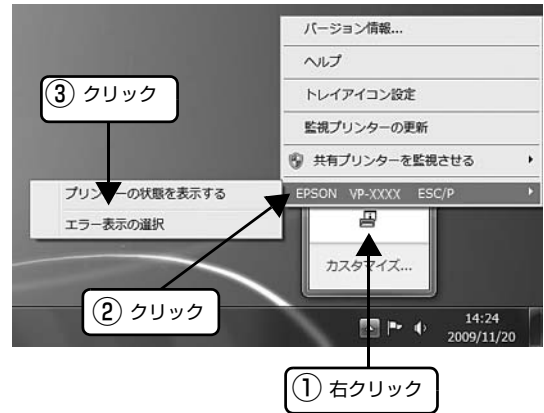 バージョン情報...
ヘルプ
トレイアイコン設定
監視プリンターの更新
共有プリンターを監視させる
EPSON VP-XXXX ESC/P
③ クリック
プリンターの状態を表示する
エラー表示の選択
カスタマイズ...
② クリック
14:24
2009/11/20
① 右クリック